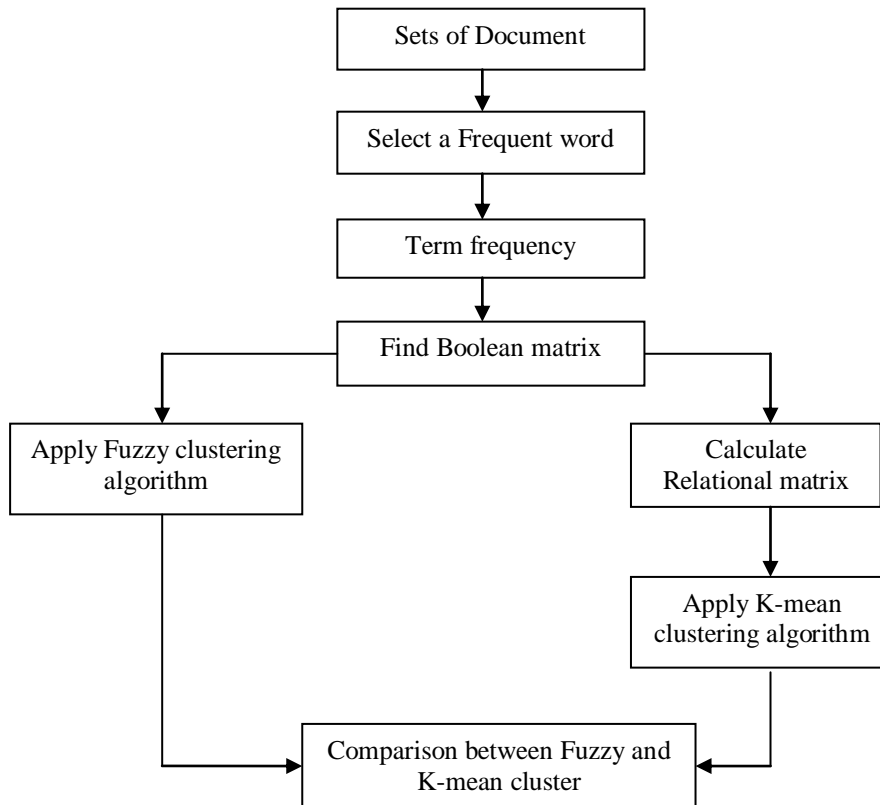 Sets of Document
Select a Frequent word
Term frequency
Find Boolean matrix
Apply Fuzzy clustering
algorithm
Calculate
Relational matrix
Apply K-mean
clustering algorithm
Comparison between Fuzzy and
K-mean cluster